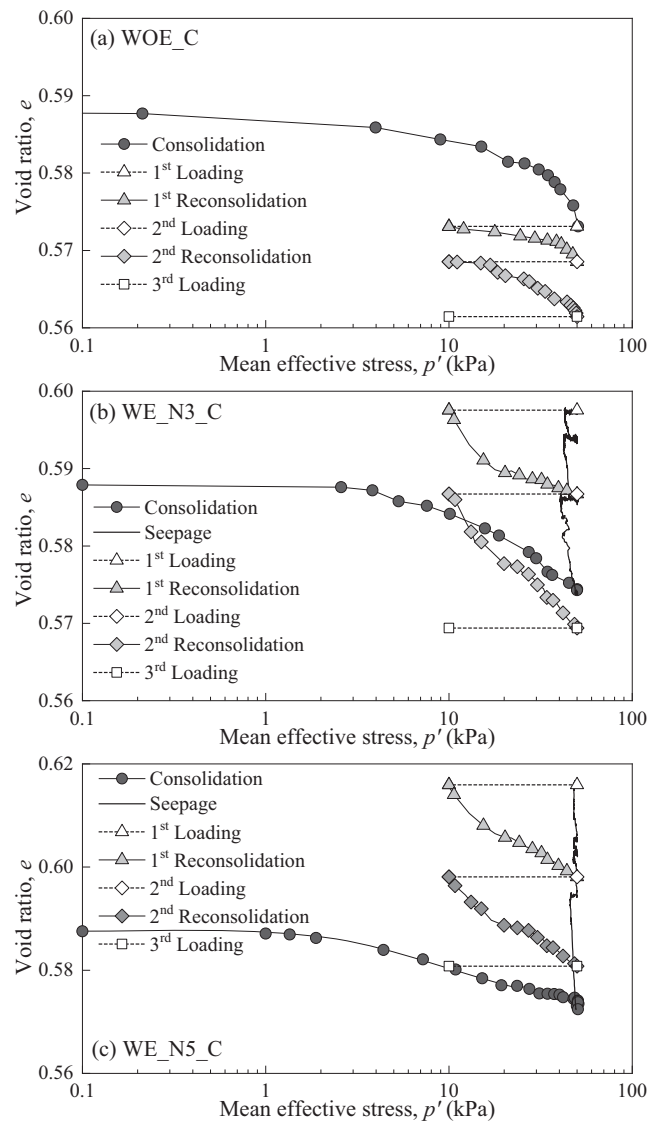 0.60
(a) WOE_C
0.59
Consolidation
0.58
1st Loading
1st Reconsolidation
0.57
2nd Loading
2nd Reconsolidation
3rd Loading
0.56
Void ratio, e
0.1 1 10 100
Mean effective stress, p′ (kPa)
0.60
(b) WE_N3_C
0.59
Consolidation
Seepage
0.58
1st Loading
1st Reconsolidation
0.57
2nd Loading
2nd Reconsolidation
3rd Loading
0.56
Void ratio, e
0.1 1 10 100
Mean effective stress, p′ (kPa)
0.62
Consolidation
Seepage
1st Loading
0.60
1st Reconsolidation
2nd Loading
2nd Reconsolidation
0.58
3rd Loading
(c) WE_N5_C
0.56
Void ratio, e
0.1 1 10 100
Mean effective stress, p′ (kPa)